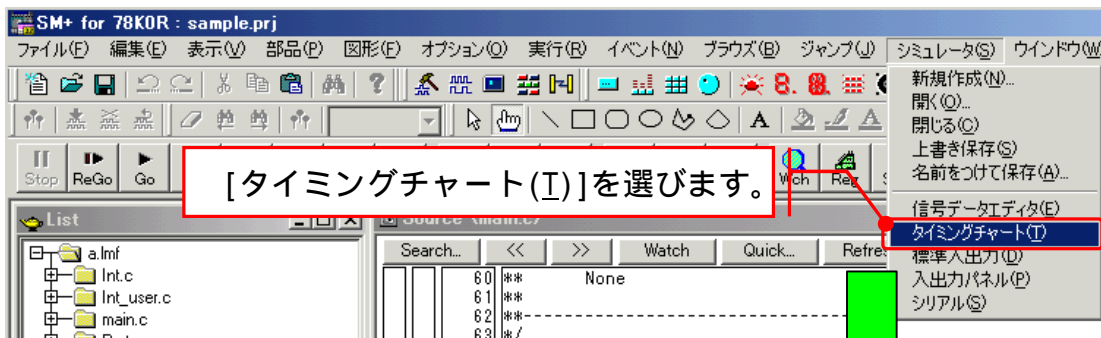 SM+ for 78K0R : sample.prj
ファイル(F) 編集(E) 表示(V) 部品(P) 図形(F) オプション(O) 実行(R) イベント(N) ブラウズ(B) ジャンプ(J) シミュレータ(S) ウインドウ(W
新規作成(N)...
開く(O)...
閉じる(C)
上書き保存(S)
名前をつけて保存(A)...
信号データエディタ(E)
タイミングチャート(T)
標準入出力(D)
入出力パネル(P)
シリアル(S)
Stop ReGo Go Reg
[タイミングチャート(T)]を選びます。
List
Source (main.c)
Search... << >> Watch Quick... Refre
a.lmf
Int.c
Int_user.c
main.c
60 ** None
61 **
62 **-----------------------------------
63 */